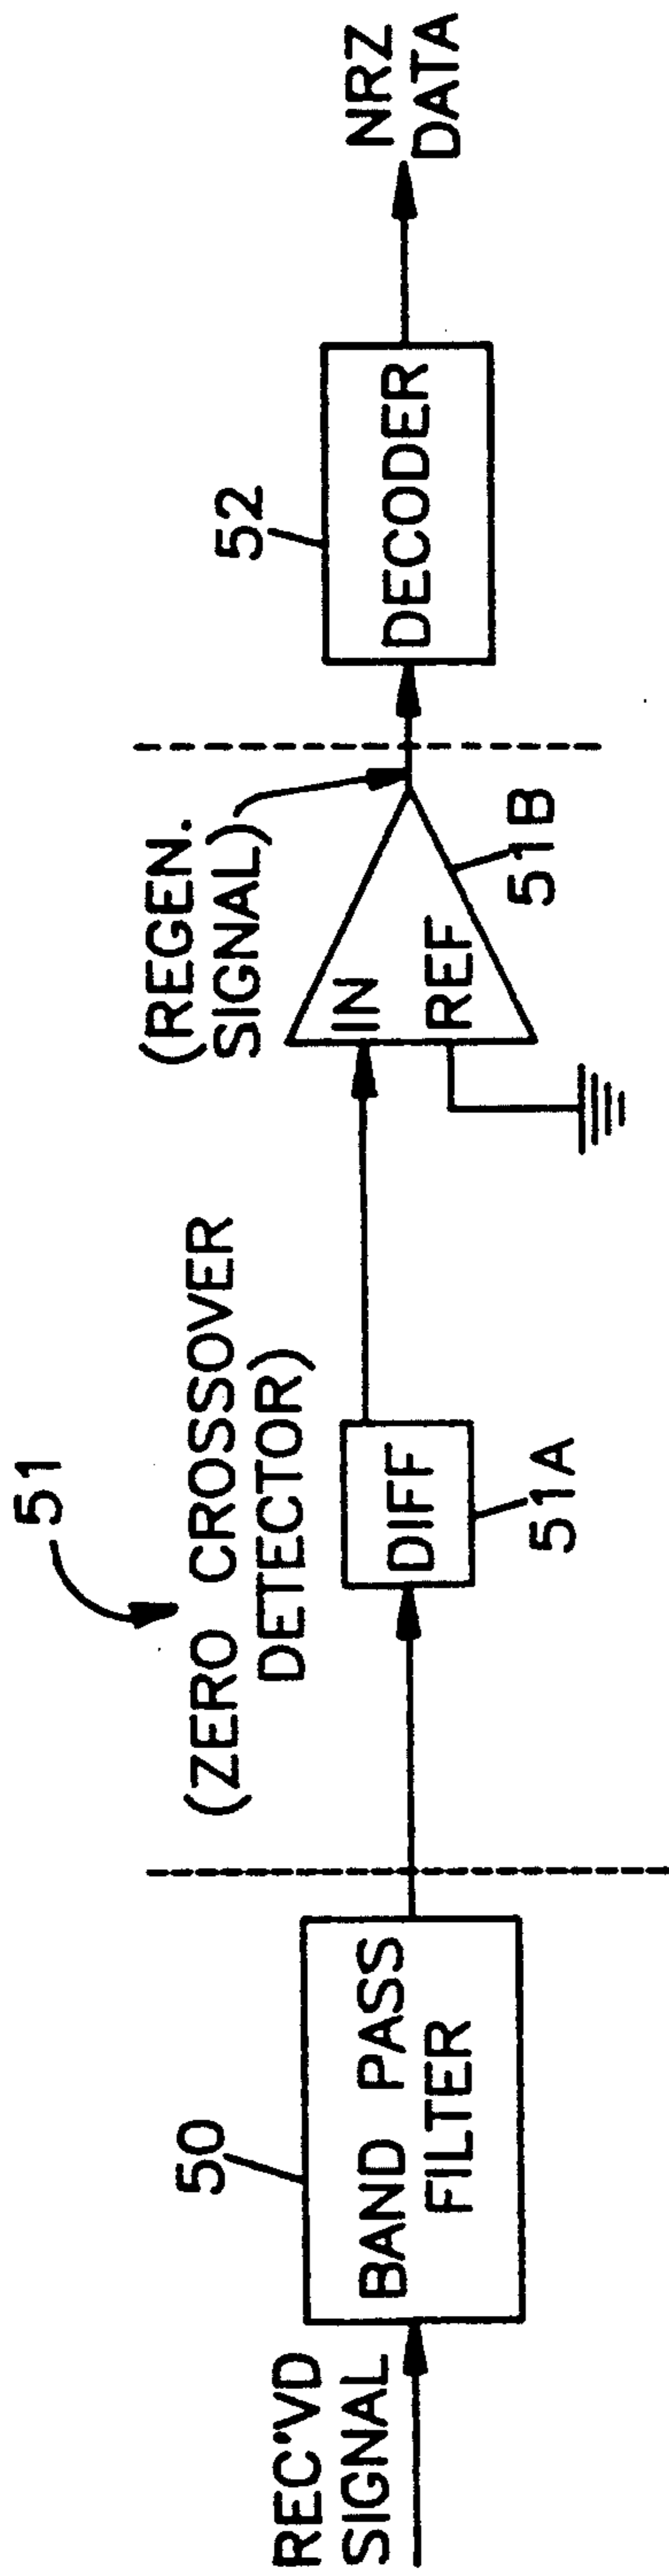 REC'VD
SIGNAL
50
BAND PASS
FILTER
51
(ZERO CROSSOVER
DETECTOR)
DIFF
51A
(REGEN.
SIGNAL)
IN
REF
51B
52
DECODER
NRZ
DATA